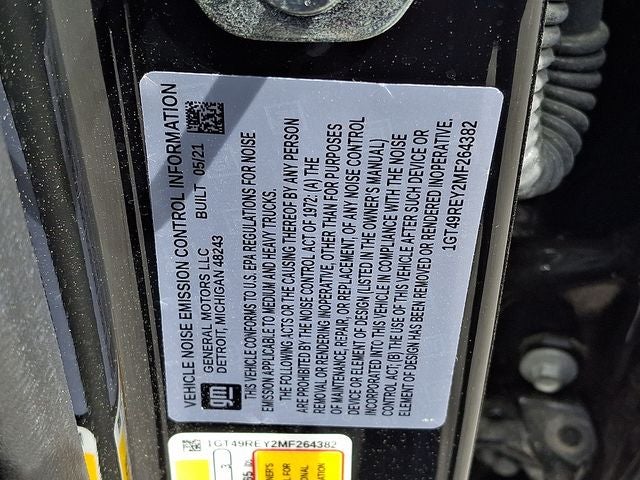 VEHICLE NOISE EMISSION CONTROL INFORMATION
gm
GENERAL MOTORS LLC BUILT 05/21
DETROIT, MICHIGAN 48243
THIS VEHICLE CONFORMS TO U.S. EPA REGULATIONS FOR NOISE
EMISSION APPLICABLE TO MEDIUM AND HEAVY TRUCKS.
THE FOLLOWING ACTS OR THE CAUSING THEREOF BY ANY PERSON
ARE PROHIBITED BY THE NOISE CONTROL ACT OF 1972: (A) THE
REMOVAL OR RENDERING INOPERATIVE, OTHER THAN FOR PURPOSES
OF MAINTENANCE, REPAIR, OR REPLACEMENT, OF ANY NOISE CONTROL
DEVICE OR ELEMENT OF DESIGN (LISTED IN THE OWNER'S MANUAL)
INCORPORATED INTO THIS VEHICLE IN COMPLIANCE WITH THE NOISE
CONTROL ACT; (B) THE USE OF THIS VEHICLE AFTER SUCH DEVICE OR
ELEMENT OF DESIGN HAS BEEN REMOVED OR RENDERED INOPERATIVE.
1GT49REY2MF264382
1GT49REY2MF264382
3